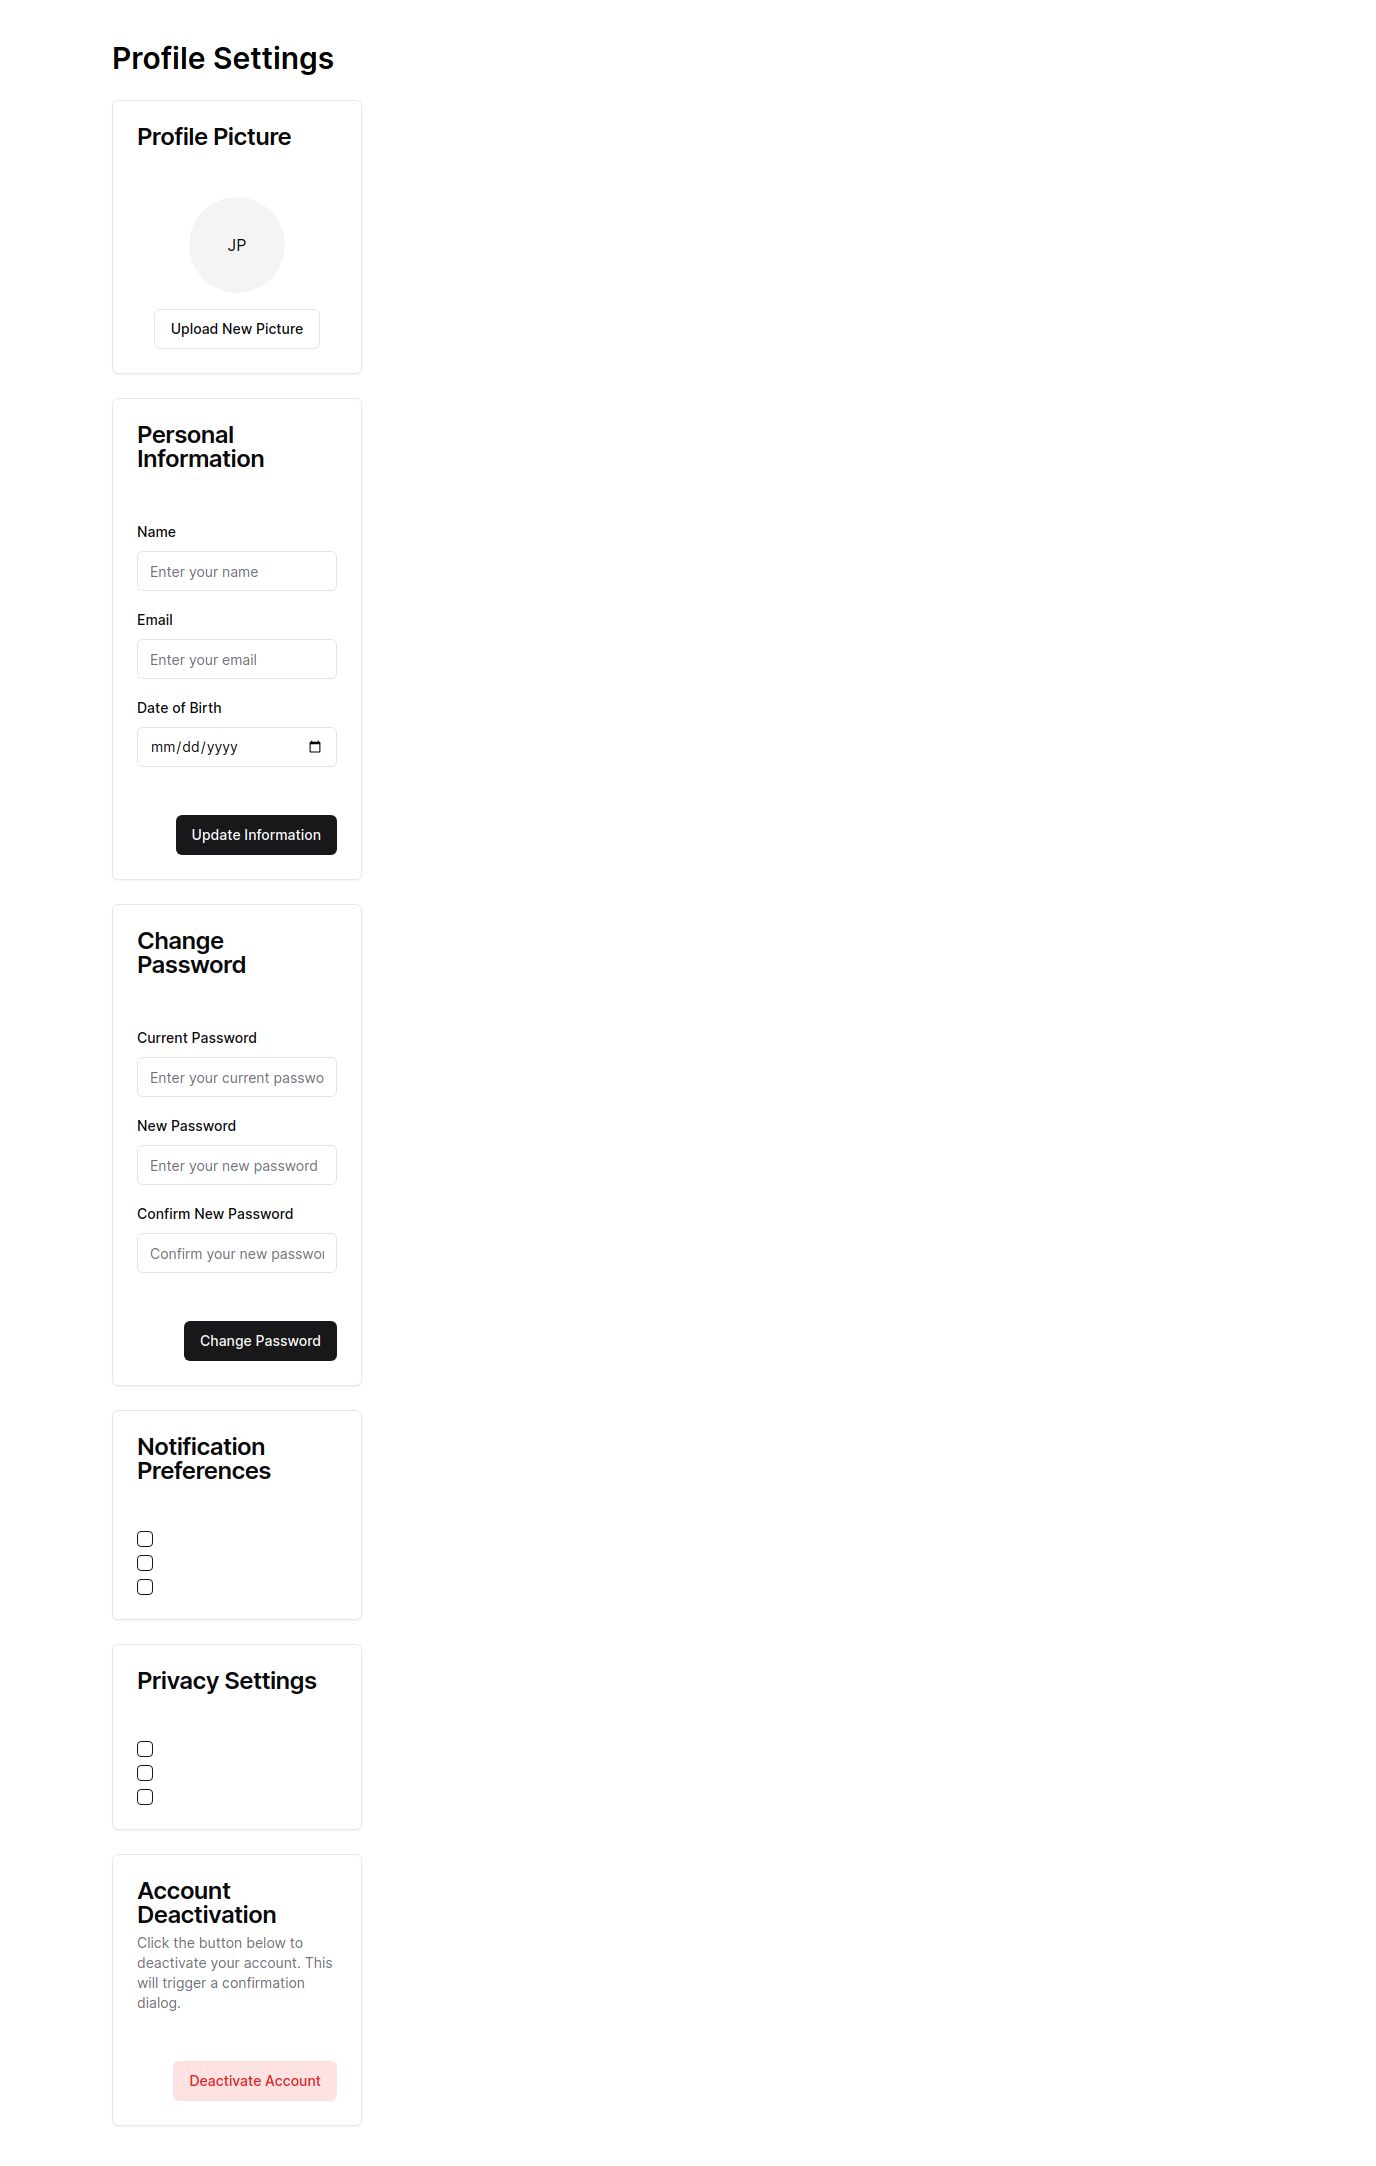 Profile Settings
Profile Picture
JP
Upload New Picture
Personal
Information
Name
Enter your name
Email
Enter your email
Date of Birth
mm/dd/yyyy
Update Information
Change
Password
Current Password
Enter your current passwo
New Password
Enter your new password
Confirm New Password
Confirm your new passwor
Change Password
Notification
Preferences
Privacy Settings
Account
Deactivation
Click the button below to
deactivate your account. This
will trigger a confirmation
dialog.
Deactivate Account